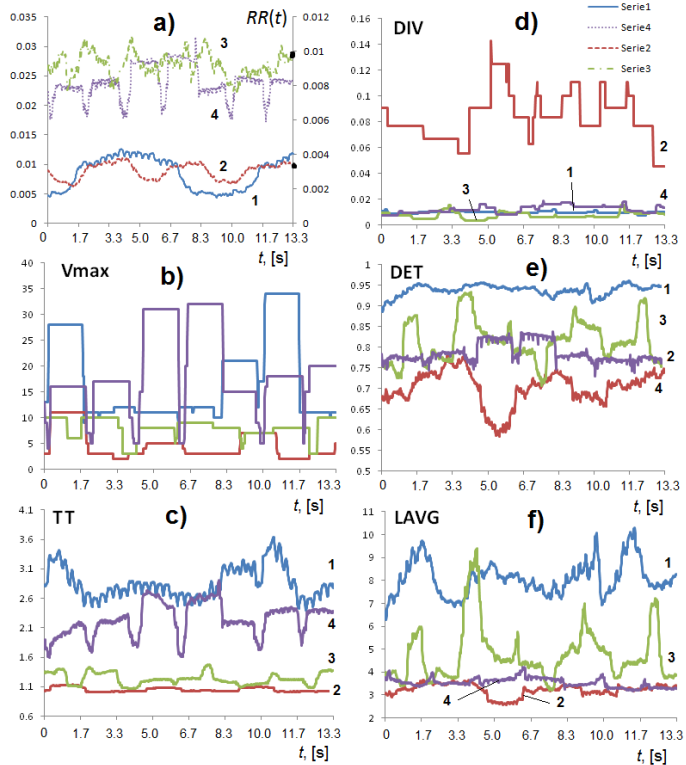 a)
RR(t)
0.035
0.03
0.025
0.02
0.015
0.01
0.005
0
0.012
0.01
0.008
0.006
0.004
0.002
0
3
4
2
1
0.0 1.7 3.3 5.0 6.7 8.3 10.0 11.7 13.3
t, [s]
DIV
d)
Serie1
Serie4
Serie2
Serie3
0.16
0.14
0.12
0.1
0.08
0.06
0.04
0.02
0
2
4
1
3
0.0 1.7 3.3 5.0 6.7 8.3 10.0 11.7 13.3
t, [s]
Vmax
b)
40
35
30
25
20
15
10
5
0
0.0 1.7 3.3 5.0 6.7 8.3 10.0 11.7 13.3
t, [s]
DET
e)
0.95
0.9
0.85
0.8
0.75
0.7
0.65
0.6
0.55
0.5
1
3
2
4
0.0 1.7 3.3 5.0 6.7 8.3 10.0 11.7 13.3
t, [s]
TT
c)
4.1
3.6
3.1
2.6
2.1
1.6
1.1
0.6
1
4
3
2
0.0 1.7 3.3 5.0 6.7 8.3 10.0 11.7 13.3
t, [s]
LAVG
f)
11
10
9
8
7
6
5
4
3
2
1
3
4
2
0.0 1.7 3.3 5.0 6.7 8.3 10.0 11.7 13.3
t, [s]